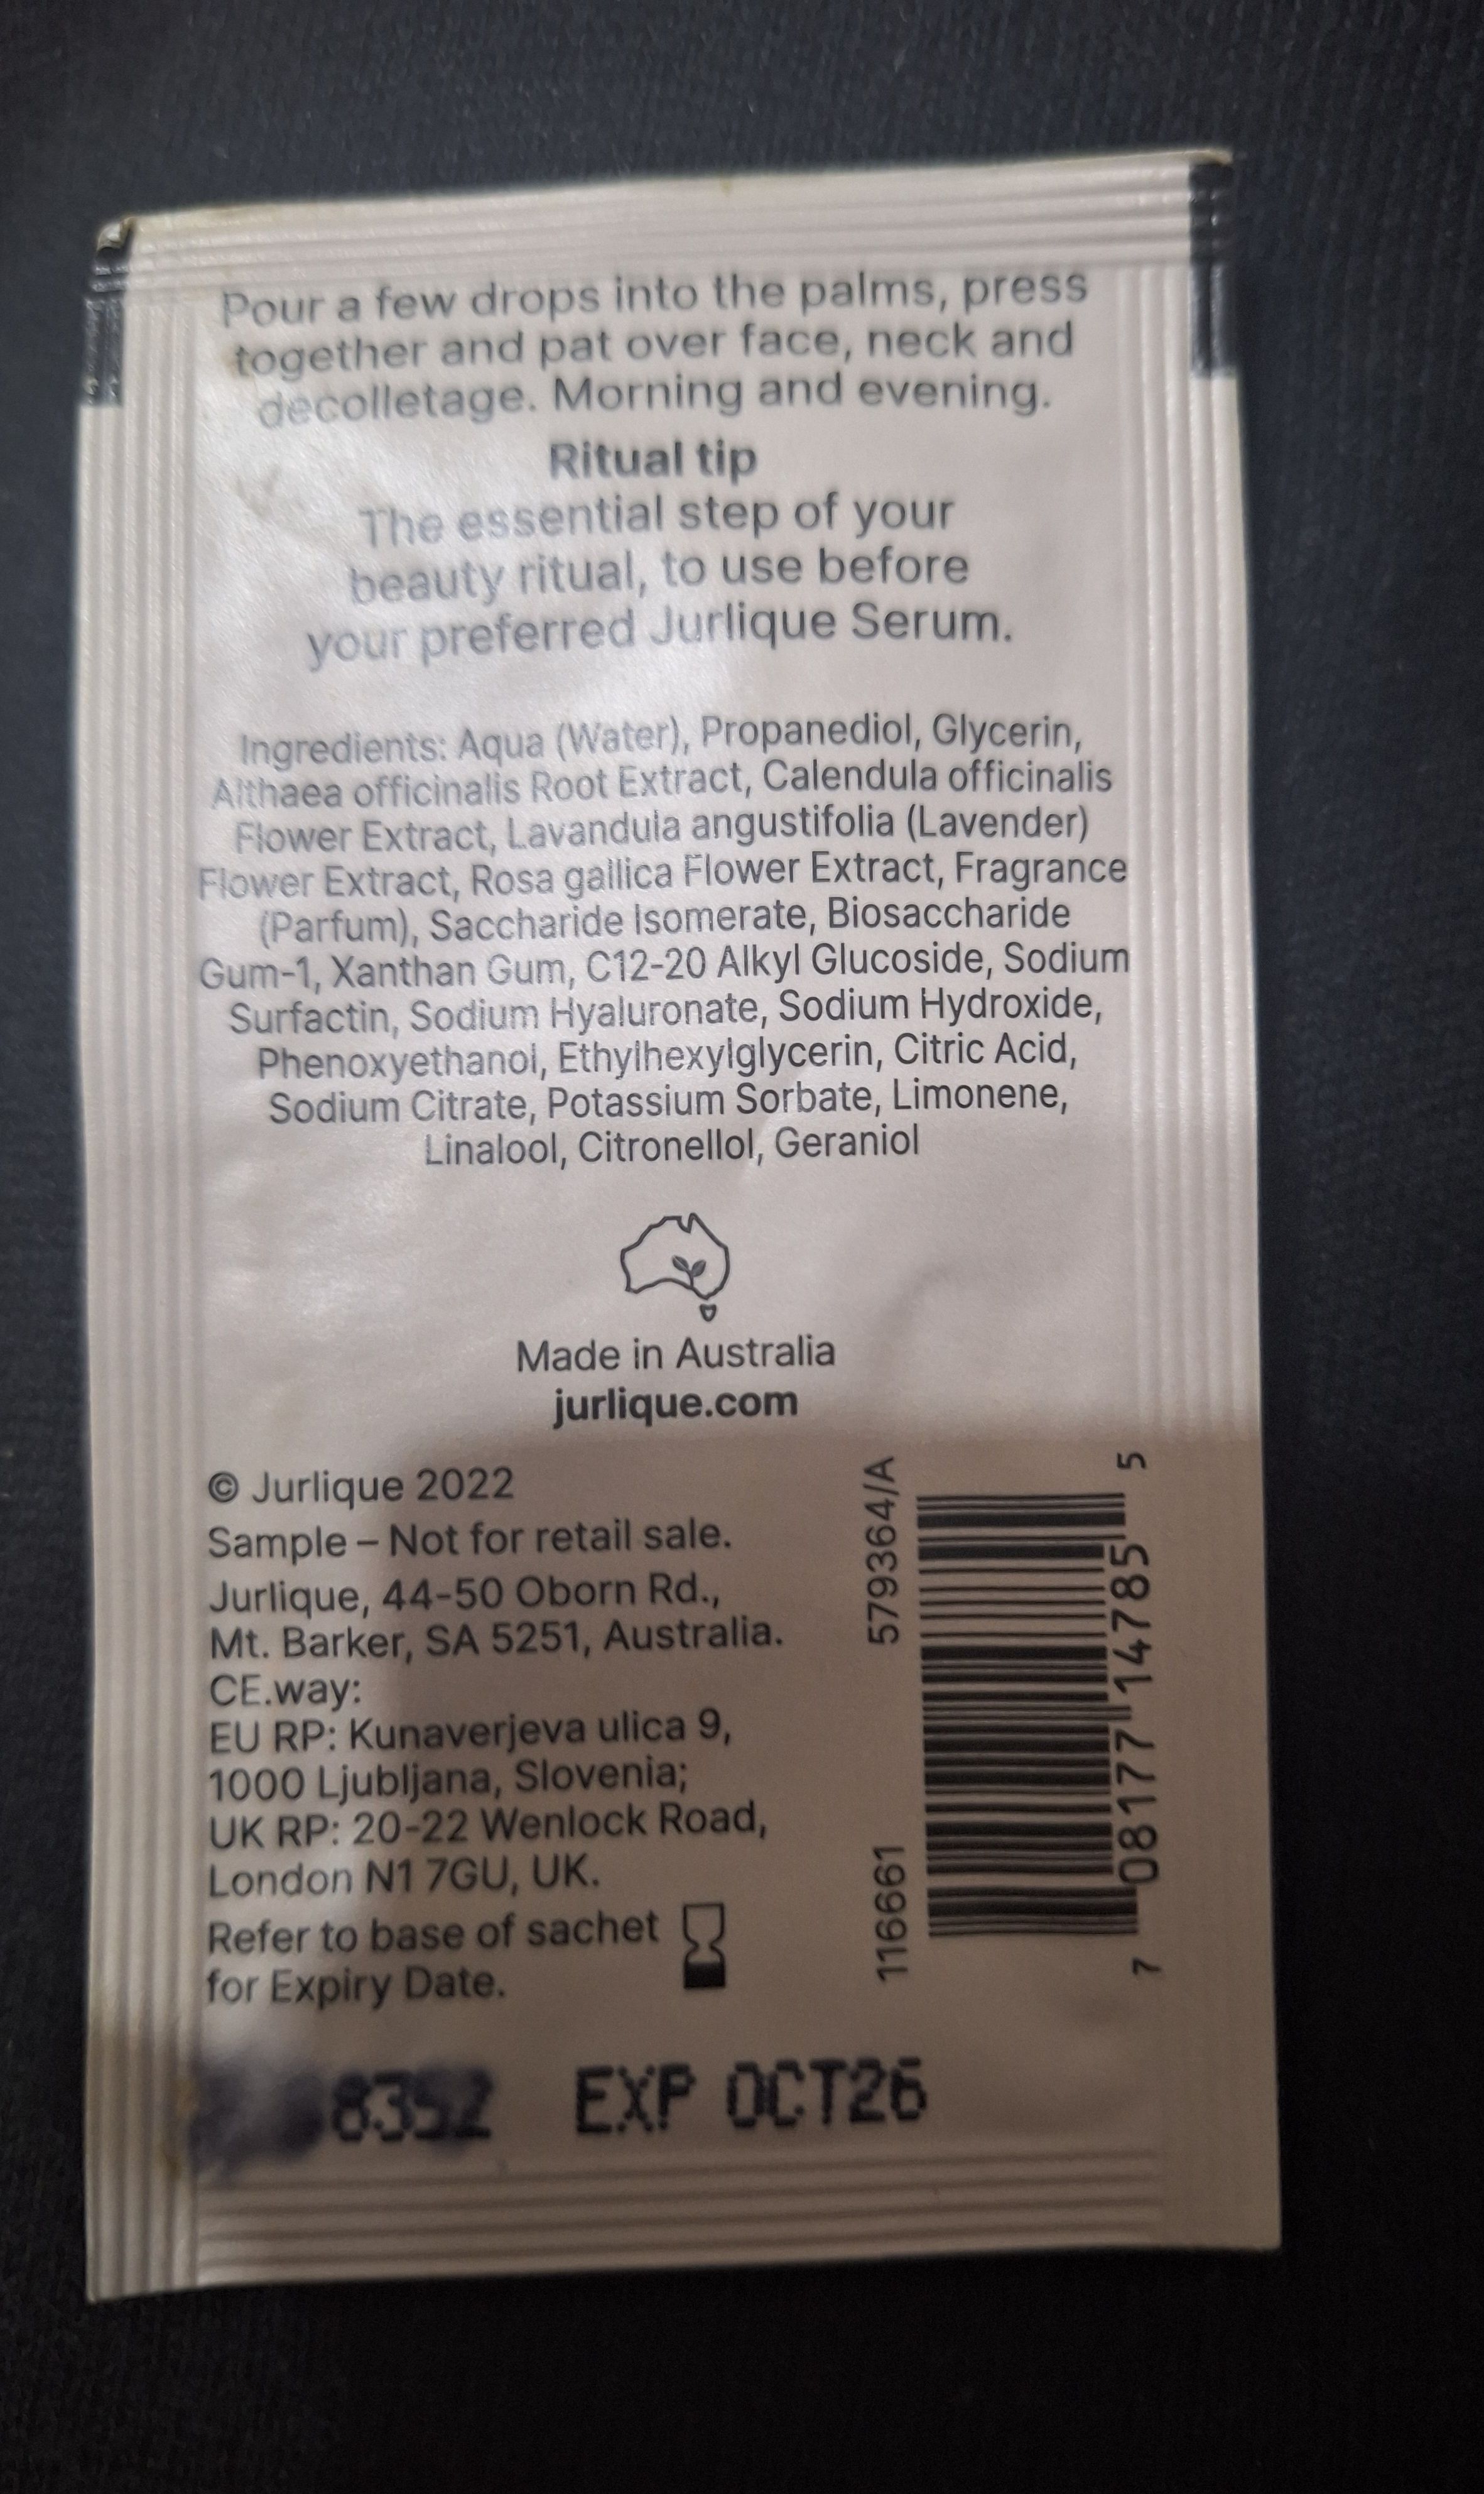 Pour a few drops into the palms, press
together and pat over face, neck and
decolletage. Morning and evening.
Ritual tip
The essential step of your
beauty ritual, to use before
your preferred Jurlique Serum.
Ingredients: Aqua (Water), Propanediol, Glycerin,
Althaea officinalis Root Extract, Calendula officinalis
Flower Extract, Lavandula angustifolia (Lavender)
Flower Extract, Rosa gallica Flower Extract, Fragrance
(Parfum), Saccharide Isomerate, Biosaccharide
Gum-1, Xanthan Gum, C12-20 Alkyl Glucoside, Sodium
Surfactin, Sodium Hyaluronate, Sodium Hydroxide,
Phenoxyethanol, Ethylhexylglycerin, Citric Acid,
Sodium Citrate, Potassium Sorbate, Limonene,
Linalool, Citronellol, Geraniol
Made in Australia
jurlique.com
© Jurlique 2022
Sample – Not for retail sale.
Jurlique, 44-50 Oborn Rd.,
Mt. Barker, SA 5251, Australia.
CE.way:
EU RP: Kunaverjeva ulica 9,
1000 Ljubljana, Slovenia;
UK RP: 20-22 Wenlock Road,
London N1 7GU, UK.
Refer to base of sachet
for Expiry Date.
116661 579364/A
7 08177 14785 5
EXP OCT26